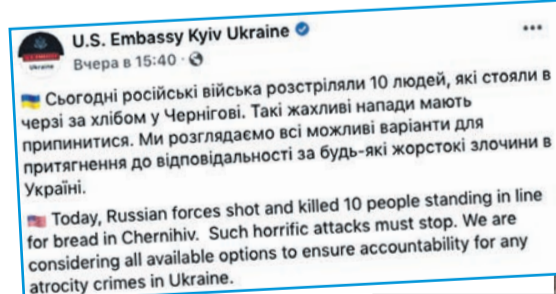 U.S. Embassy Kyiv Ukraine
Вчера в 15:40 ·
🇺🇦 Сьогодні російські війська розстріляли 10 людей, які стояли в
черзі за хлібом у Чернігові. Такі жахливі напади мають
припинитися. Ми розглядаємо всі можливі варіанти для
притягнення до відповідальності за будь-які жорстокі злочини в
Україні.
🇺🇸 Today, Russian forces shot and killed 10 people standing in line
for bread in Chernihiv. Such horrific attacks must stop. We are
considering all available options to ensure accountability for any
atrocity crimes in Ukraine.